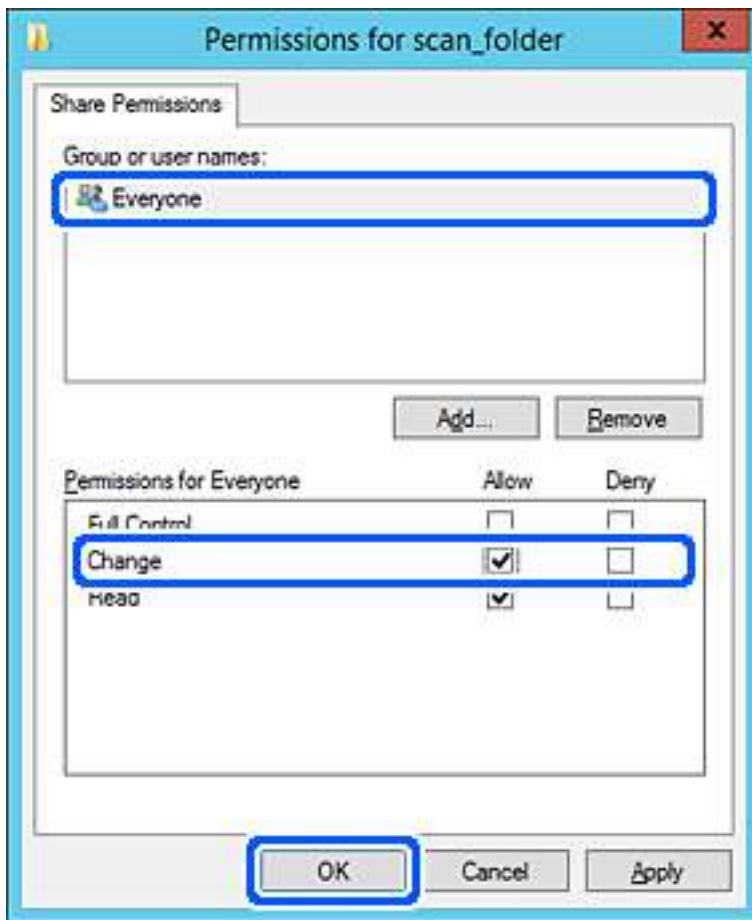 Permissions for scan_folder
Share Permissions
Group or user names:
Everyone
Add... Remove
Permissions for Everyone Allow Deny
Full Control
Change
Read
OK Cancel Apply